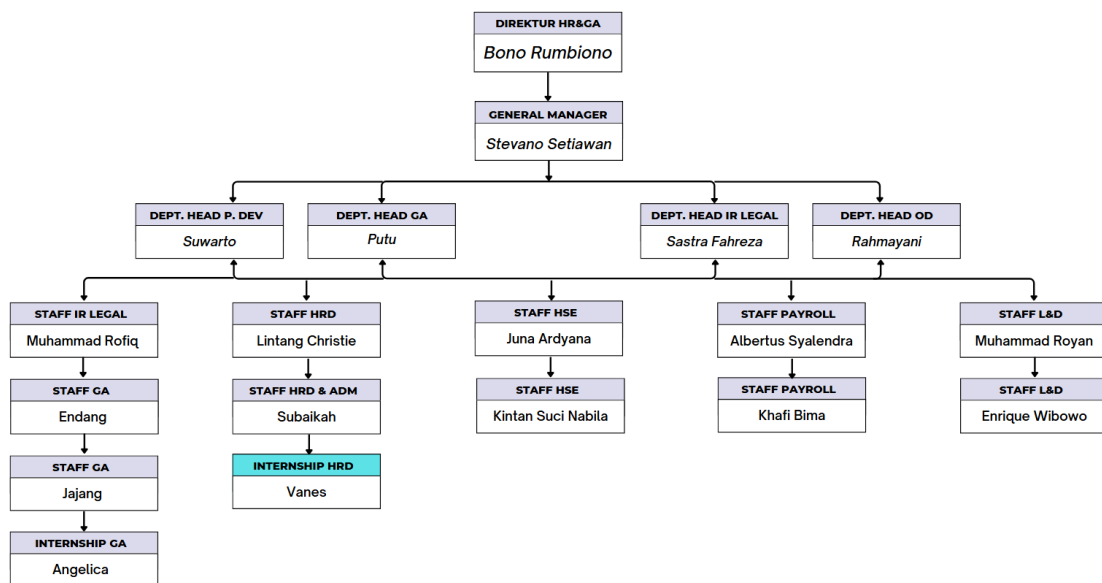 DIREKTUR HR&GA
Bono Rumbiono
GENERAL MANAGER
Stevano Setiawan
DEPT. HEAD P. DEV
Suwarto
DEPT. HEAD GA
Putu
DEPT. HEAD IR LEGAL
Sastra Fahreza
DEPT. HEAD OD
Rahmayani
STAFF IR LEGAL
Muhammad Rofiq
STAFF HRD
Lintang Christie
STAFF HSE
Juna Ardyana
STAFF PAYROLL
Albertus Syalendra
STAFF L&D
Muhammad Royan
STAFF GA
Endang
STAFF HRD & ADM
Subaikah
STAFF HSE
Kintan Suci Nabila
STAFF PAYROLL
Khafi Bima
STAFF L&D
Enrique Wibowo
STAFF GA
Jajang
INTERNSHIP HRD
Vanes
INTERNSHIP GA
Angelica